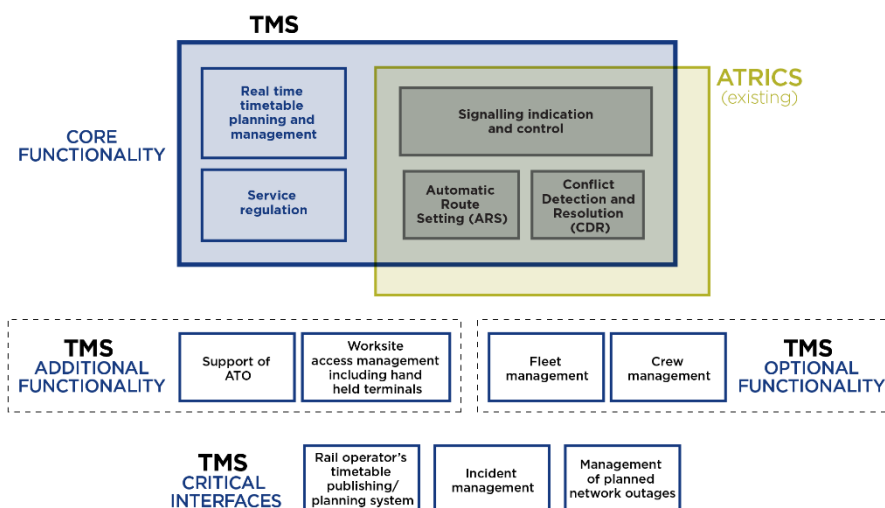 TMS
ATRICS
(existing)
CORE
FUNCTIONALITY
Real time
timetable
planning and
management
Signalling indication
and control
Service
regulation
Automatic
Route
Setting (ARS)
Conflict
Detection and
Resolution
(CDR)
TMS
ADDITIONAL
FUNCTIONALITY
Support of
ATO
Worksite
access management
including hand
held terminals
Fleet
management
Crew
management
TMS
OPTIONAL
FUNCTIONALITY
TMS
CRITICAL
INTERFACES
Rail operator's
timetable
publishing/
planning system
Incident
management
Management
of planned
network outages